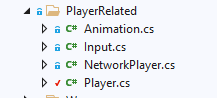 PlayerRelated
C# Animation.cs
C# Input.cs
C# NetworkPlayer.cs
C# Player.cs